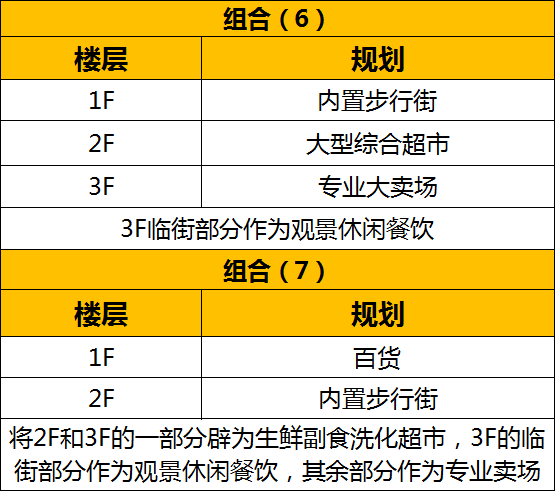 组合（6）
楼层 规划
1F 内置步行街
2F 大型综合超市
3F 专业大卖场
3F临街部分作为观景休闲餐饮
组合（7）
楼层 规划
1F 百货
2F 内置步行街
将2F和3F的一部分辟为生鲜副食洗化超市，3F的临
街部分作为观景休闲餐饮，其余部分作为专业卖场